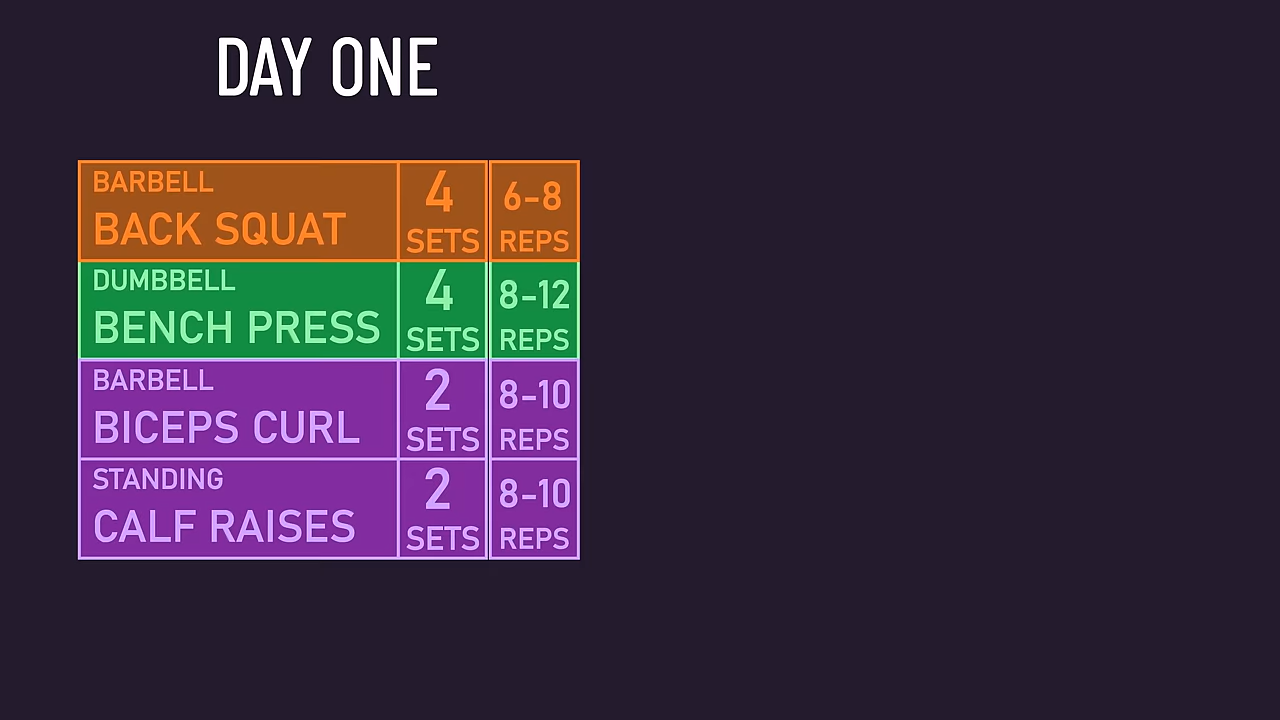 DAY ONE
BARBELL
BACK SQUAT
4
SETS
6-8
REPS
DUMBBELL
BENCH PRESS
4
SETS
8-12
REPS
BARBELL
BICEPS CURL
2
SETS
8-10
REPS
STANDING
CALF RAISES
2
SETS
8-10
REPS